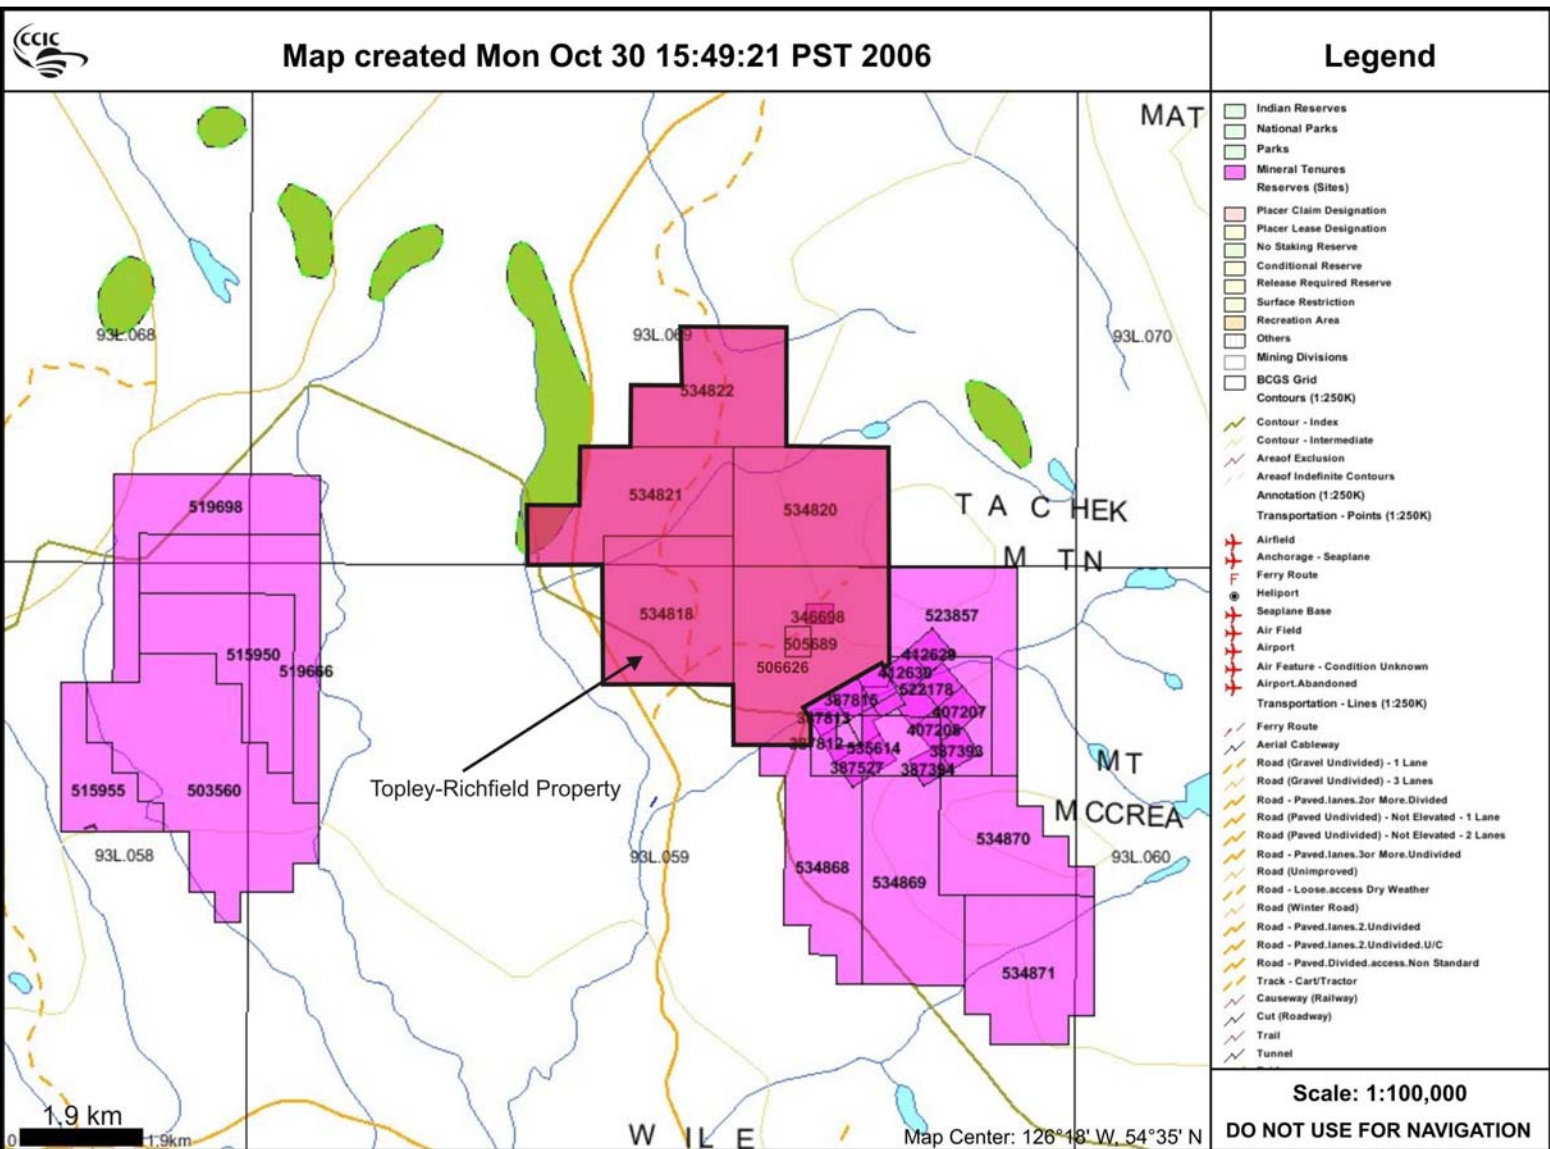 CCIC
Map created Mon Oct 30 15:49:21 PST 2006
MAT
93L.068
93L.069
93L.070
534822
534821
534820
519698
T A C HEK
M TN
534818
346698
505689
506626
523857
515950
519666
412629
412630
522178
387815
387813
407207
407208
387812
535614
387393
387527
387394
Topley-Richfield Property
515955
503560
M T
M CCREA
93L.058
93L.059
93L.060
534868
534869
534870
534871
1.9 km
0
1.9km
W IL E
Map Center: 126°18' W, 54°35' N
Legend
Indian Reserves
National Parks
Parks
Mineral Tenures
Reserves (Sites)
Placer Claim Designation
Placer Lease Designation
No Staking Reserve
Conditional Reserve
Release Required Reserve
Surface Restriction
Recreation Area
Others
Mining Divisions
BCGS Grid
Contours (1:250K)
Contour - Index
Contour - Intermediate
Areaof Exclusion
Areaof Indefinite Contours
Annotation (1:250K)
Transportation - Points (1:250K)
Airfield
Anchorage - Seaplane
F Ferry Route
Heliport
Seaplane Base
Air Field
Airport
Air Feature - Condition Unknown
Airport.Abandoned
Transportation - Lines (1:250K)
Ferry Route
Aerial Cableway
Road (Gravel Undivided) - 1 Lane
Road (Gravel Undivided) - 3 Lanes
Road - Paved.lanes.2or More.Divided
Road (Paved Undivided) - Not Elevated - 1 Lane
Road (Paved Undivided) - Not Elevated - 2 Lanes
Road - Paved.lanes.3or More.Undivided
Road (Unimproved)
Road - Loose.access Dry Weather
Road (Winter Road)
Road - Paved.lanes.2.Undivided
Road - Paved.lanes.2.Undivided.U/C
Road - Paved.Divided.access.Non Standard
Track - Cart/Tractor
Causeway (Railway)
Cut (Roadway)
Trail
Tunnel
Scale: 1:100,000
DO NOT USE FOR NAVIGATION